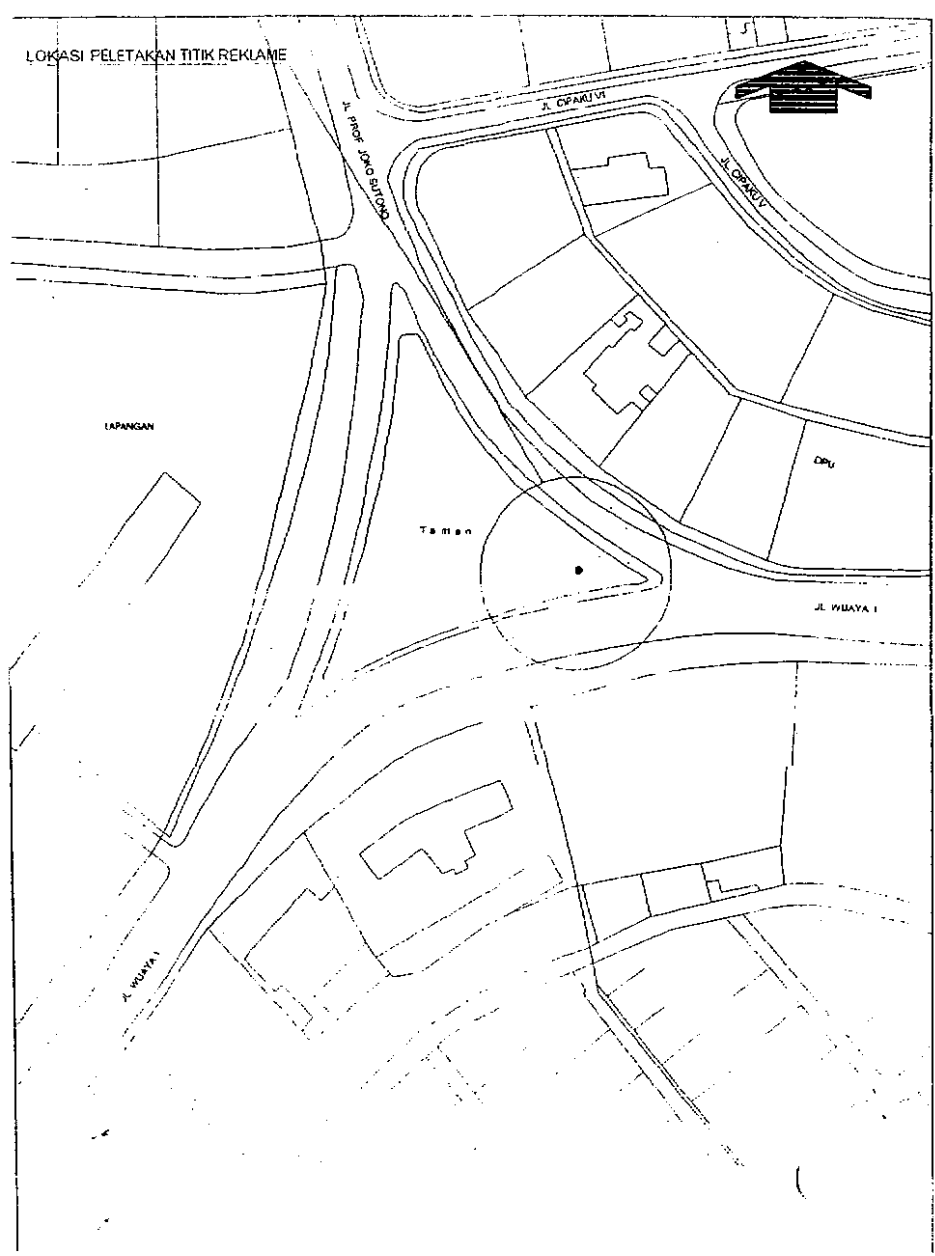 LOKASI PELETAKAN TITIK REKLAME
JL CIPAKU VI
JL PROF JOKO SUTONO
JL CIPAKU V
LAPANGAN
DPU
Taman
JL WIJAYA I
JL WIJAYA I